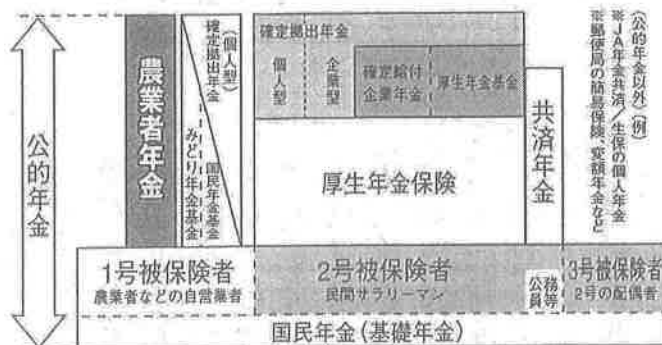 公的年金
農業者年金
確定拠出年金
(個人型)
みどり年金基金
国民年金基金
確定拠出年金
個人型
企業型
確定給付
企業年金
厚生年金基金
厚生年金保険
共済年金
(公的年金以外)(例)
※JA年金共済/生保の個人年金
※郵便局の簡易保険、変額年金など
1号被保険者
農業者などの自営業者
2号被保険者
民間サラリーマン
公務員等
3号被保険者
2号の配偶者
国民年金(基礎年金)